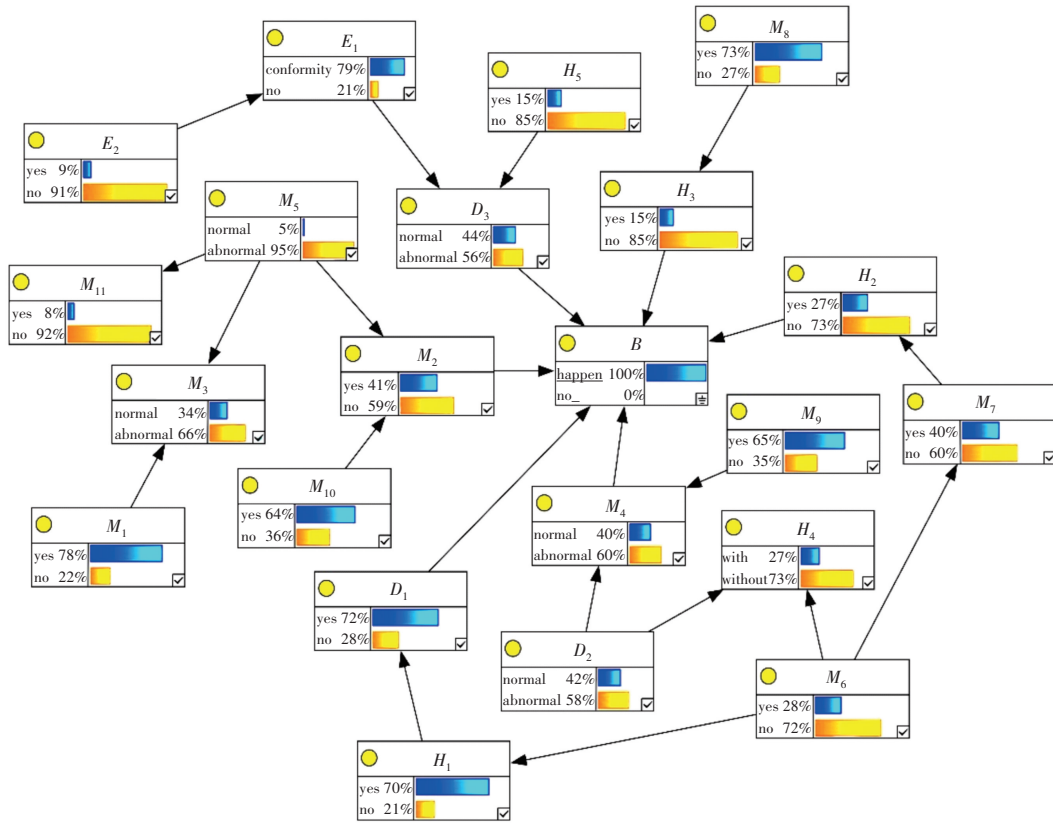 E₁
conformity 79%
no 21%
H₅
yes 15%
no 85%
M₈
yes 73%
no 27%
E₂
yes 9%
no 91%
M₅
normal 5%
abnormal 95%
D₃
normal 44%
abnormal 56%
H₃
yes 15%
no 85%
M₁₁
yes 8%
no 92%
H₂
yes 27%
no 73%
M₃
normal 34%
abnormal 66%
M₂
yes 41%
no 59%
B
happen 100%
no_ 0%
M₉
yes 65%
no 35%
M₇
yes 40%
no 60%
M₁
yes 78%
no 22%
M₁₀
yes 64%
no 36%
M₄
normal 40%
abnormal 60%
H₄
with 27%
without 73%
D₁
yes 72%
no 28%
D₂
normal 42%
abnormal 58%
M₆
yes 28%
no 72%
H₁
yes 70%
no 21%